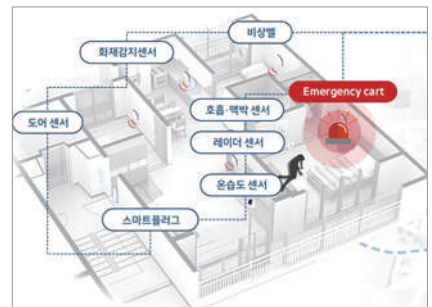 비상벨
화재감지센서
Emergency cart
호흡·맥박 센서
도어 센서
레이더 센서
온습도 센서
스마트플러그